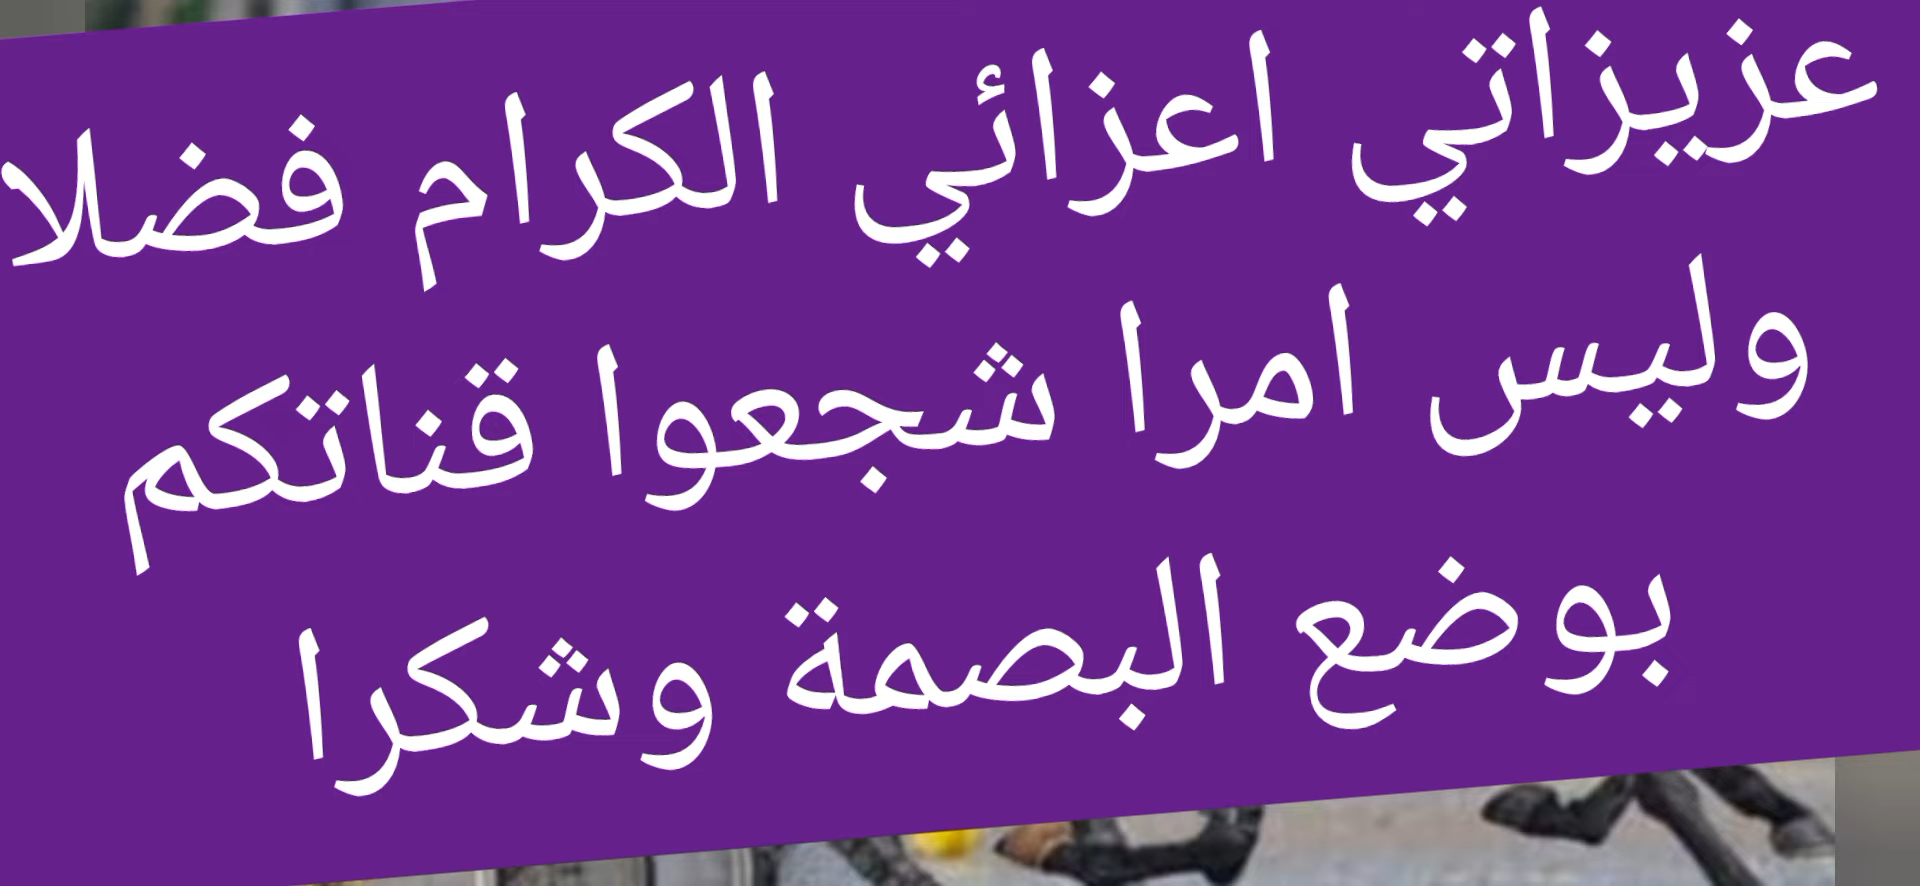 عزيزاتي اعزائي الكرام فضلا
وليس امرا شجعوا قناتكم
بوضع البصمة وشكرا